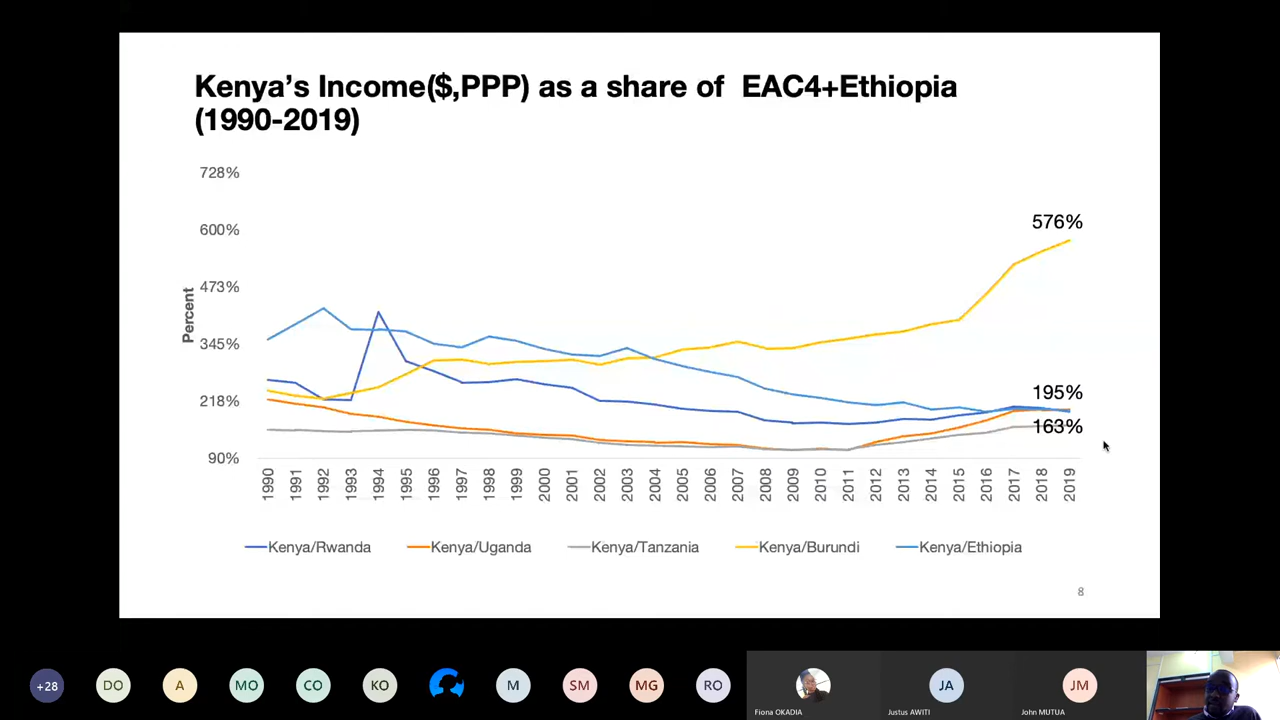 Kenya's Income($,PPP) as a share of EAC4+Ethiopia
(1990-2019)
728%
600%
473%
345%
218%
90%
Percent
576%
195%
163%
1990 1991 1992 1993 1994 1995 1996 1997 1998 1999 2000 2001 2002 2003 2004 2005 2006 2007 2008 2009 2010 2011 2012 2013 2014 2015 2016 2017 2018 2019
Kenya/Rwanda Kenya/Uganda Kenya/Tanzania Kenya/Burundi Kenya/Ethiopia
8
+28 DO A MO CO KO M SM MG RO JA JM
Fiona OKADIA Justus AWITI John MUTUA